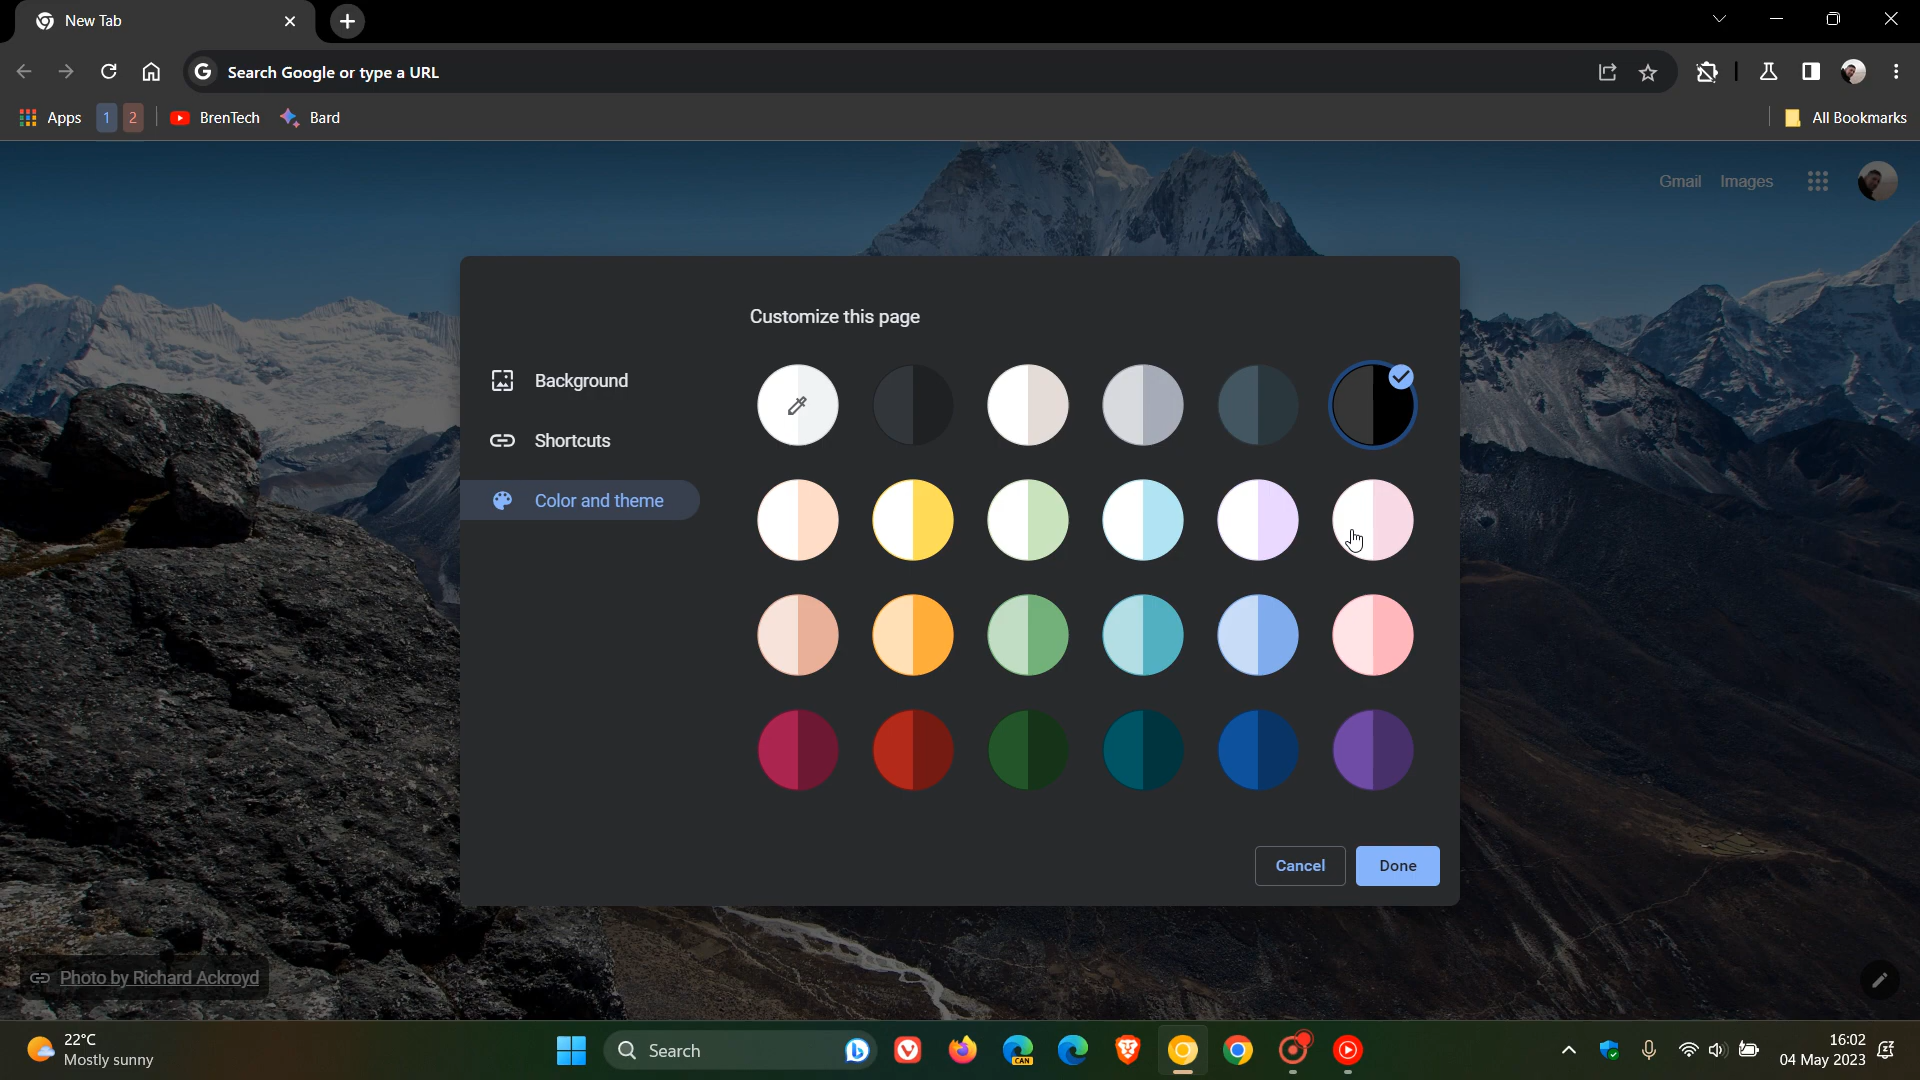 New Tab
Search Google or type a URL
Apps 1 2 BrenTech Bard All Bookmarks
Gmail Images
Customize this page
Background
Shortcuts
Color and theme
Cancel Done
Photo by Richard Ackroyd
22°C
Mostly sunny
Search
CAN
16:02
04 May 2023